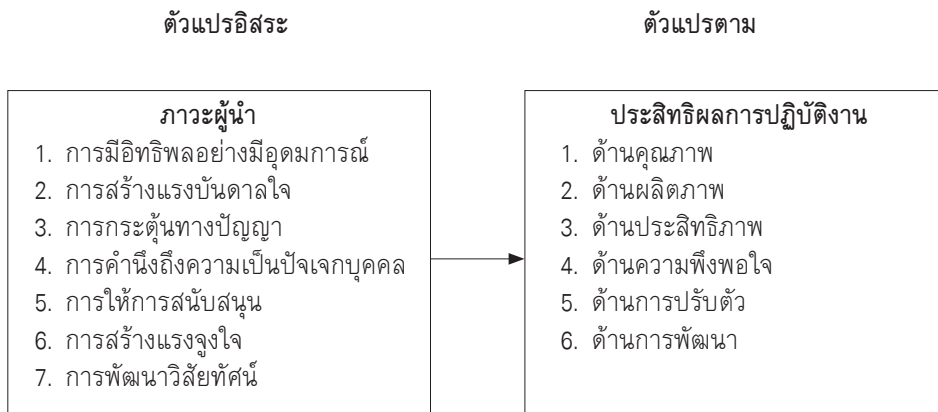 ตัวแปรอิสระ
ตัวแปรตาม
ภาวะผู้นำ
1. การมีอิทธิพลอย่างมีอุดมการณ์
2. การสร้างแรงบันดาลใจ
3. การกระตุ้นทางปัญญา
4. การคำนึงถึงความเป็นปัจเจกบุคคล
5. การให้การสนับสนุน
6. การสร้างแรงจูงใจ
7. การพัฒนาวิสัยทัศน์
ประสิทธิผลการปฏิบัติงาน
1. ด้านคุณภาพ
2. ด้านผลิตภาพ
3. ด้านประสิทธิภาพ
4. ด้านความพึงพอใจ
5. ด้านการปรับตัว
6. ด้านการพัฒนา